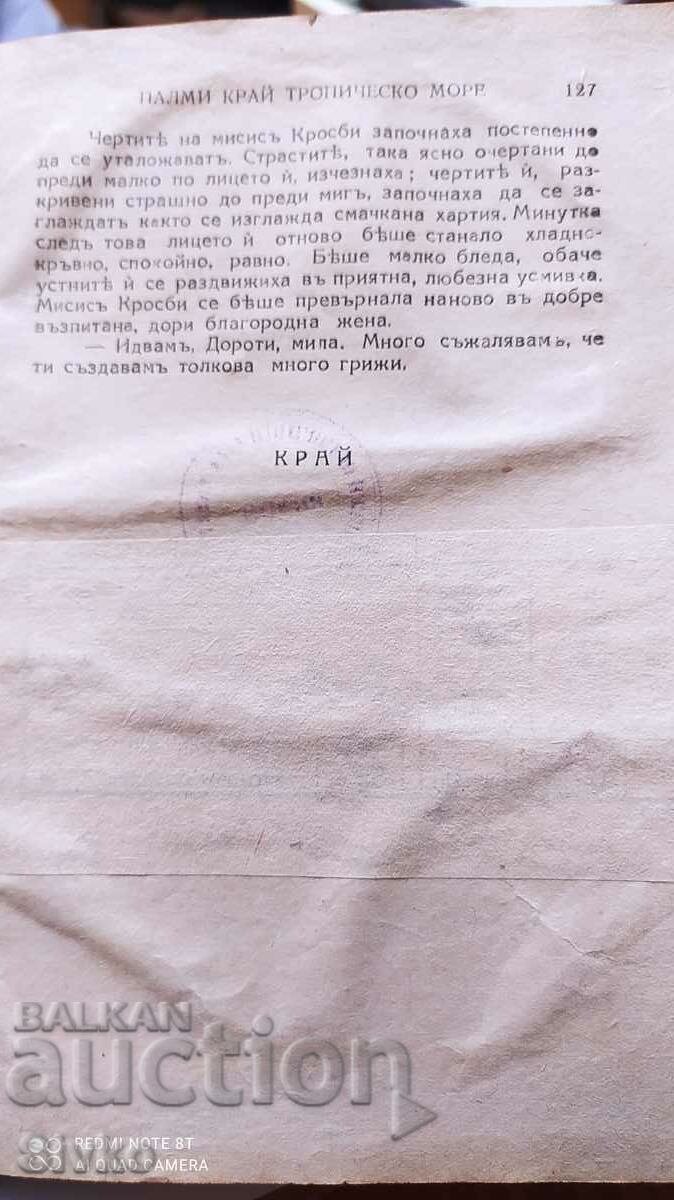 ПАЛМИ КРАЙ ТРОПИЧЕСКО МОРЕ 127
Чертитѣ на мисисъ Кросби започнаха постепенно
да се уталожаватъ. Страститѣ, така ясно очертани до
преди малко по лицето ѝ, изчезнаха; чертитѣ ѝ, раз-
кривени страшно до преди мигъ, започнаха да се за-
глаждатъ както се изглажда смачкана хартия. Минутка
следъ това лицето ѝ отново бѣше станало хладно-
кръвно, спокойно, равно. Бѣше малко бледа, обаче
устнитѣ ѝ се раздвижиха въ приятна, любезна усмивка.
Мисисъ Кросби се бѣше превърнала наново въ добре
възпитана, дори благородна жена.
— Идвамъ, Дороти, мила. Много съжалявамъ, че
ти създавамъ толкова много грижи.
КРАЙ
BALKAN
auction
REDMI NOTE 8T
AI QUAD CAMERA